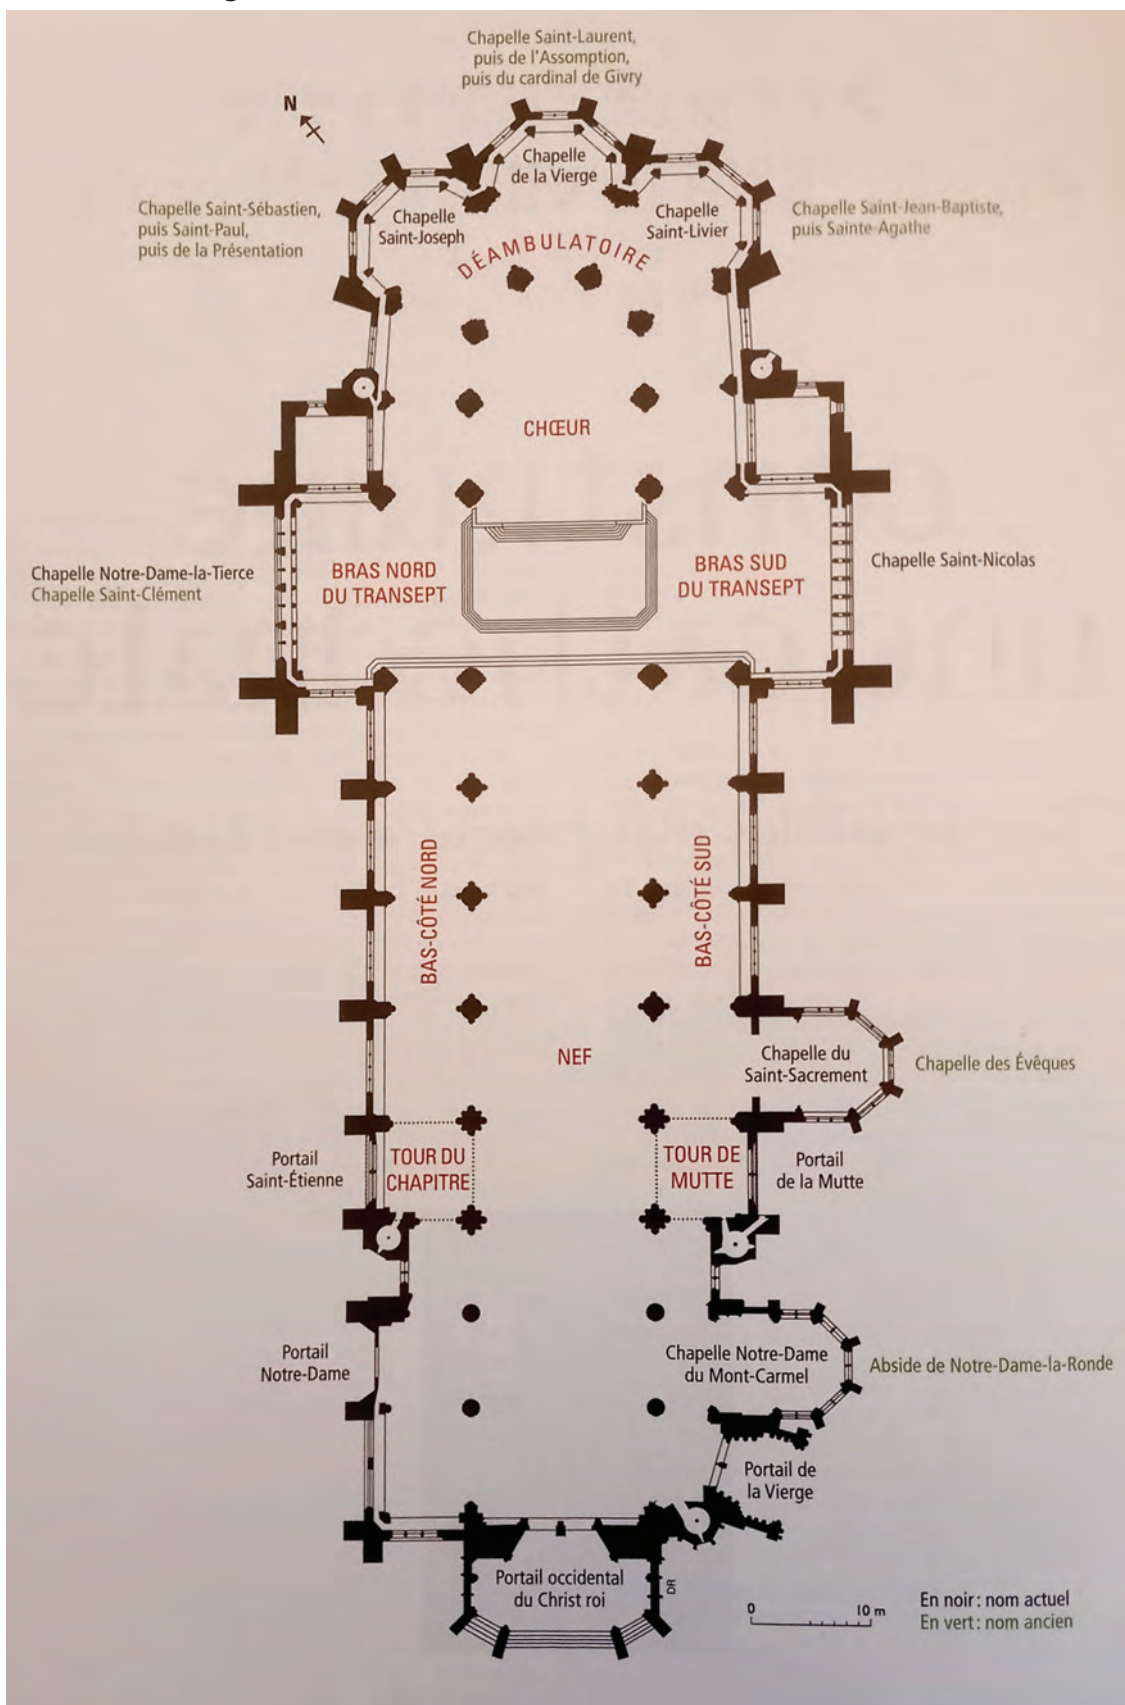 Chapelle Saint-Laurent,
puis de l'Assomption,
puis du cardinal de Givry
N
Chapelle
de la Vierge
Chapelle Saint-Sébastien,
puis Saint-Paul,
puis de la Présentation
Chapelle
Saint-Joseph
Chapelle
Saint-Livier
Chapelle Saint-Jean-Baptiste,
puis Sainte-Agathe
DÉAMBULATOIRE
CHŒUR
Chapelle Notre-Dame-la-Tierce
Chapelle Saint-Clément
BRAS NORD
DU TRANSEPT
BRAS SUD
DU TRANSEPT
Chapelle Saint-Nicolas
BAS-CÔTÉ NORD
BAS-CÔTÉ SUD
NEF
Chapelle du
Saint-Sacrement
Chapelle des Évêques
Portail
Saint-Étienne
TOUR DU
CHAPITRE
TOUR DE
MUTTE
Portail
de la Mutte
Portail
Notre-Dame
Chapelle Notre-Dame
du Mont-Carmel
Abside de Notre-Dame-la-Ronde
Portail de
la Vierge
Portail occidental
du Christ roi
DR
0 10 m
En noir : nom actuel
En vert : nom ancien